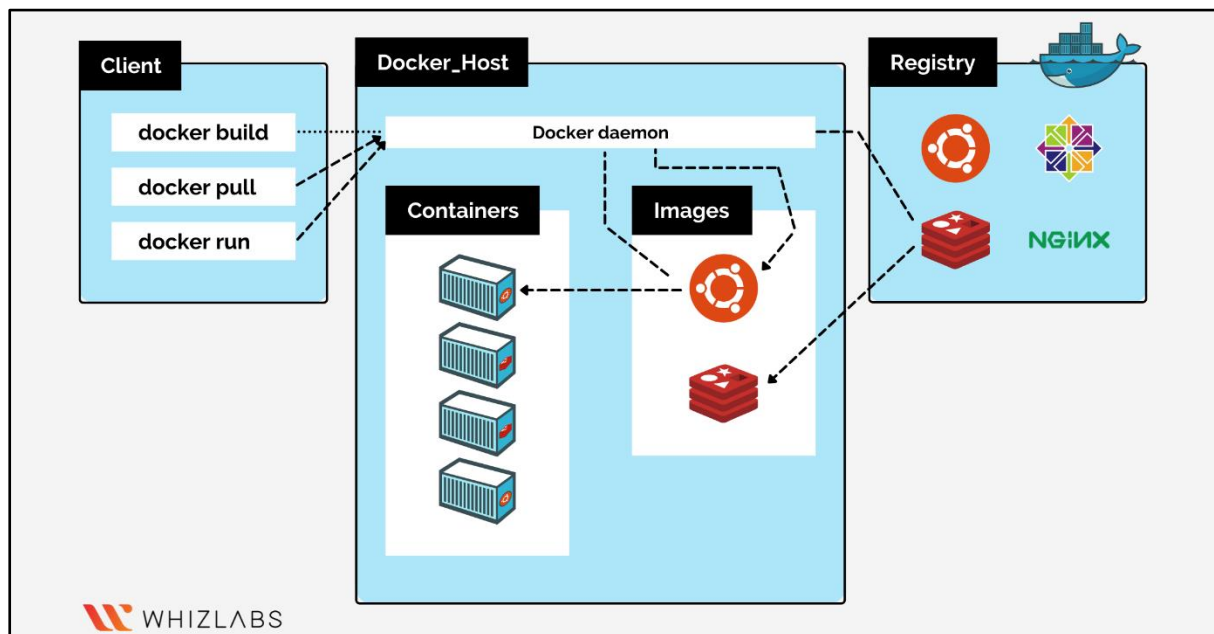 Client
docker build
docker pull
docker run
Docker_Host
Docker daemon
Containers
Images
Registry
NGINX
WHIZLABS